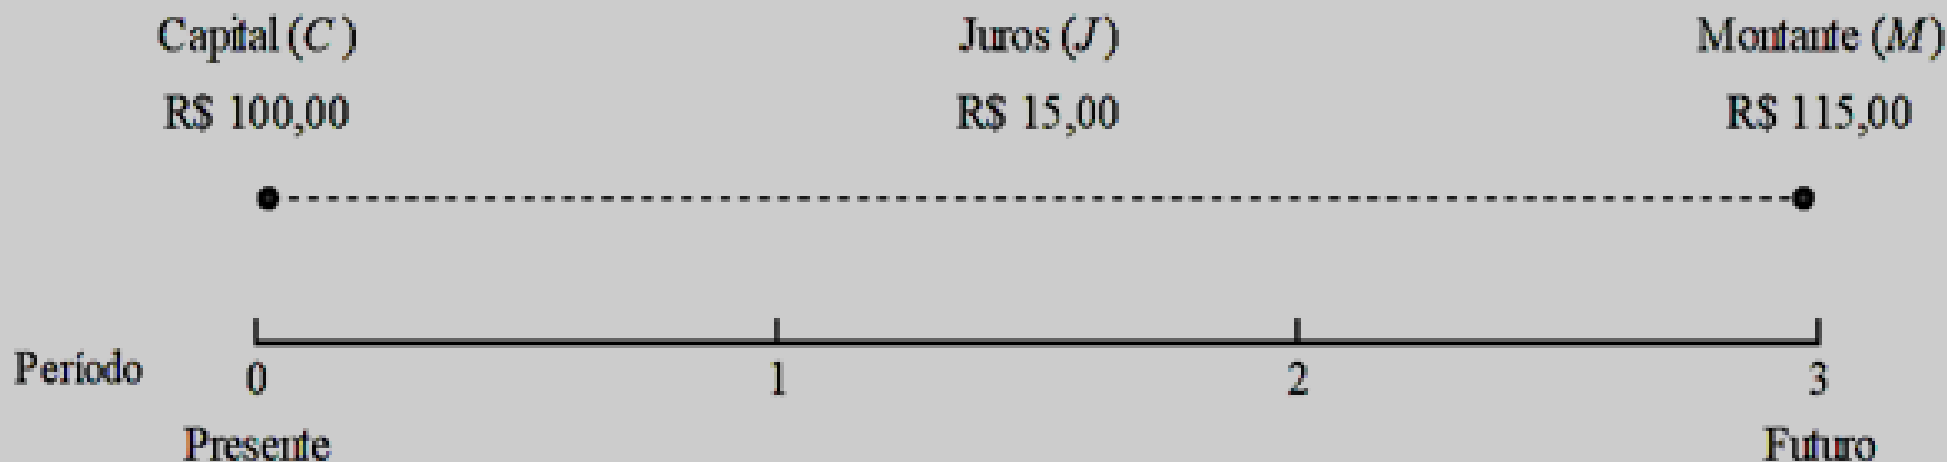 Capital (C) Juros (J) Montante (M)
R$ 100,00 R$ 15,00 R$ 115,00
Período 0 1 2 3
Presente Futuro